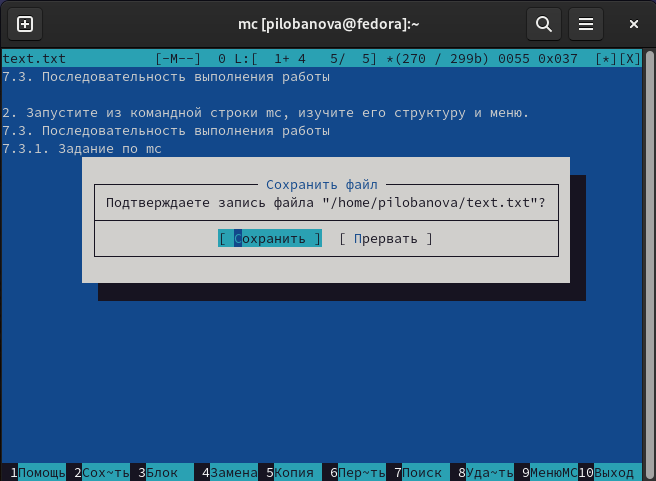 mc [pilobanova@fedora]:~
text.txt [-M--] 0 L:[ 1+ 4 5/ 5] *(270 / 299b) 0055 0x037 [*][X]
7.3. Последовательность выполнения работы
2. Запустите из командной строки mc, изучите его структуру и меню.
7.3. Последовательность выполнения работы
7.3.1. Задание по mc
Сохранить файл
Подтверждаете запись файла "/home/pilobanova/text.txt"?
[ Сохранить ] [ Прервать ]
1Помощь 2Сох~ть 3Блок 4Замена 5Копия 6Пер~ть 7Поиск 8Уда~ть 9МенюMC 10Выход